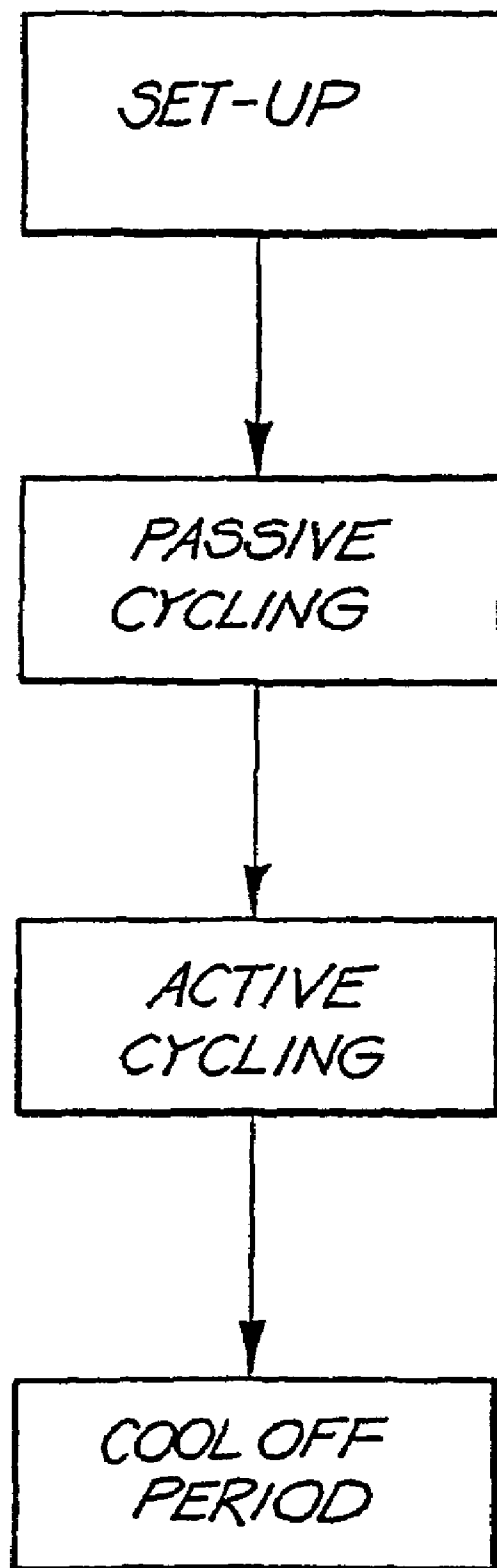 SET-UP
PASSIVE
CYCLING
ACTIVE
CYCLING
COOL OFF
PERIOD